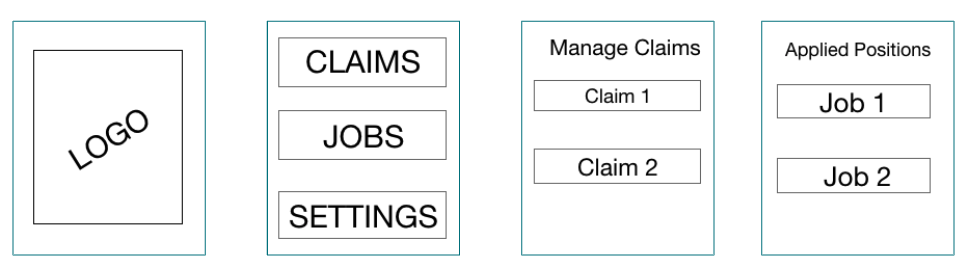 LOGO
CLAIMS
JOBS
SETTINGS
Manage Claims
Claim 1
Claim 2
Applied Positions
Job 1
Job 2